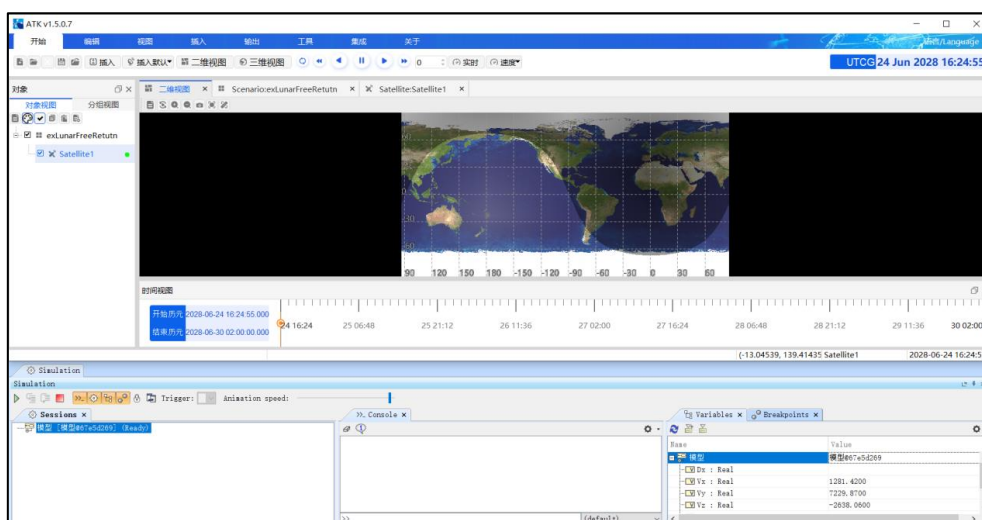 ATK v1.5.0.7
开始 编辑 视图 插入 输出 工具 集成 关于 语言/Language
插入 插入默认 二维视图 三维视图 0 实时 速度 UTCG 24 Jun 2028 16:24:55
对象 二维视图 × Scenario:exLunarFreeRetutn × Satellite:Satellite1 ×
对象视图 分组视图
exLunarFreeRetutn
Satellite1
60
0
30
60
90 120 150 180 -150 -120 -90 -60 -30 0 30 60
时间视图
开始历元 2028-06-24 16:24:55.000
结束历元 2028-06-30 02:00:00.000
24 16:24 25 06:48 25 21:12 26 11:36 27 02:00 27 16:24 28 06:48 28 21:12 29 11:36 30 02:00
(-13.04539, 139.41435 Satellite1 2028-06-24 16:24:5
Simulation
Simulation
Trigger: Animation speed:
Sessions × Console × Variables × Breakpoints ×
模型 [模型@67e5d269] (Ready)
Name Value
模型 模型@67e5d269
Dx : Real
Vx : Real 1281.4200
Vy : Real 7229.8700
Vz : Real -2638.0600
>> (default)